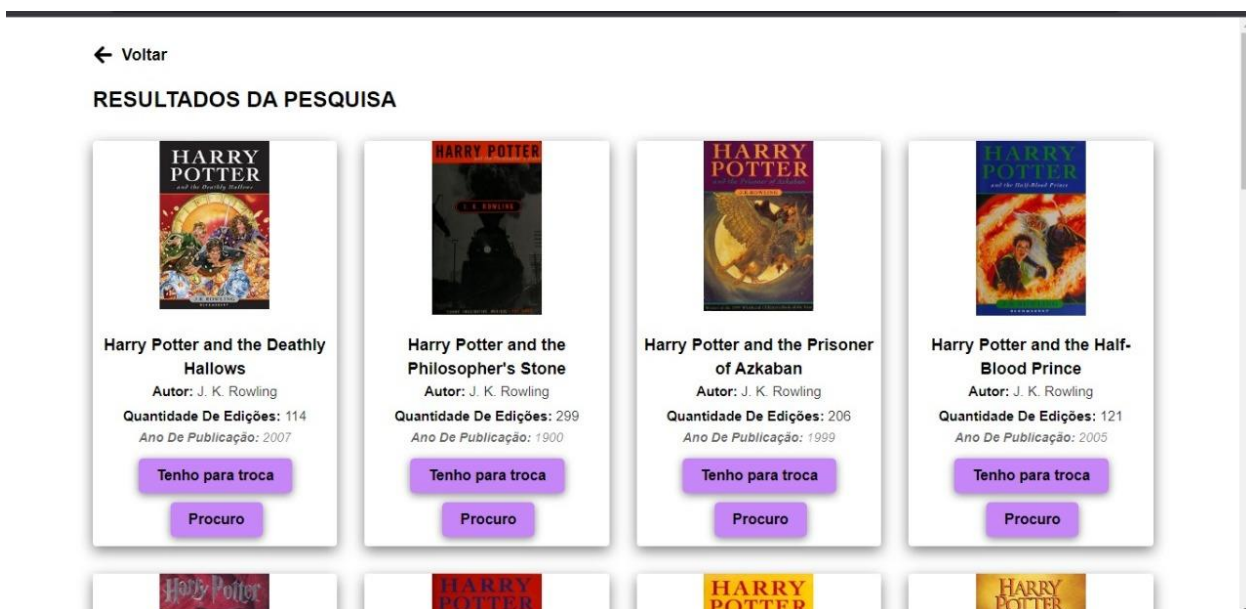 Voltar
RESULTADOS DA PESQUISA
HARRY
POTTER
and the Deathly Hallows
J.K.ROWLING
BLOOMSBURY
Harry Potter and the Deathly
Hallows
Autor: J. K. Rowling
Quantidade De Edições: 114
Ano De Publicação: 2007
Tenho para troca
Procuro
HARRY POTTER
J. K. ROWLING
Harry Potter and the
Philosopher's Stone
Autor: J. K. Rowling
Quantidade De Edições: 299
Ano De Publicação: 1900
Tenho para troca
Procuro
HARRY
POTTER
and the Prisoner of Azkaban
J.K.ROWLING
Harry Potter and the Prisoner
of Azkaban
Autor: J. K. Rowling
Quantidade De Edições: 206
Ano De Publicação: 1999
Tenho para troca
Procuro
HARRY
POTTER
and the Half-Blood Prince
BLOOMSBURY
Harry Potter and the Half-
Blood Prince
Autor: J. K. Rowling
Quantidade De Edições: 121
Ano De Publicação: 2005
Tenho para troca
Procuro
Harry Potter
HARRY
POTTER
HARRY
POTTER
HARRY
POTTER